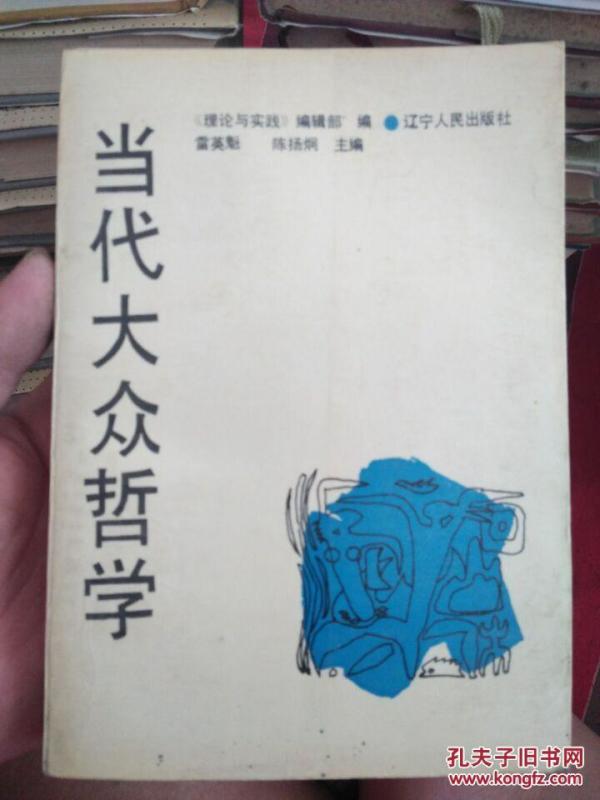 《理论与实践》编辑部 编 ●辽宁人民出版社
雷英魁 陈扬炯 主编
当代大众哲学
孔夫子旧书网
www.kongfz.com